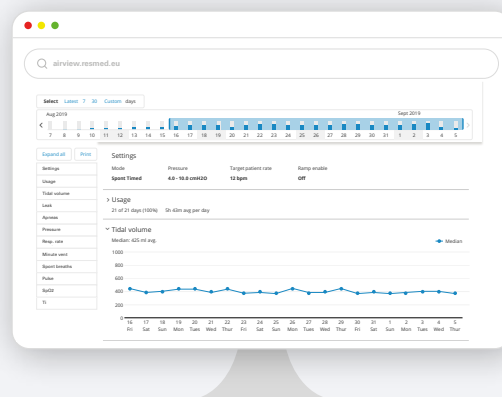 airview.resmed.eu
Select Latest 7 30 Custom days
Aug 2019 Sept 2019
7 8 9 10 11 12 13 14 15 16 17 18 19 20 21 22 23 24 25 26 27 28 29 30 31 1 2 3 4 5
Expand all Print
Settings
Usage
Tidal volume
Leak
Apneas
Pressure
Resp. rate
Minute vent
Spont breaths
Pulse
SpO2
Ti
Settings
Mode Pressure Target patient rate Ramp enable
Spont Timed 4.0 - 10.0 cmH2O 12 bpm Off
Usage
21 of 21 days (100%) 5h 43m avg per day
Tidal volume
Median: 425 ml avg. Median
1000
800
600
400
200
0
16 17 18 19 20 21 22 23 24 25 26 27 28 29 30 31 1 2 3 4 5
Fri Sat Sun Mon Tues Wed Thur Fri Sat Sun Mon Tues Wed Thur Fri Sat Sun Mon Tues Wed Thur